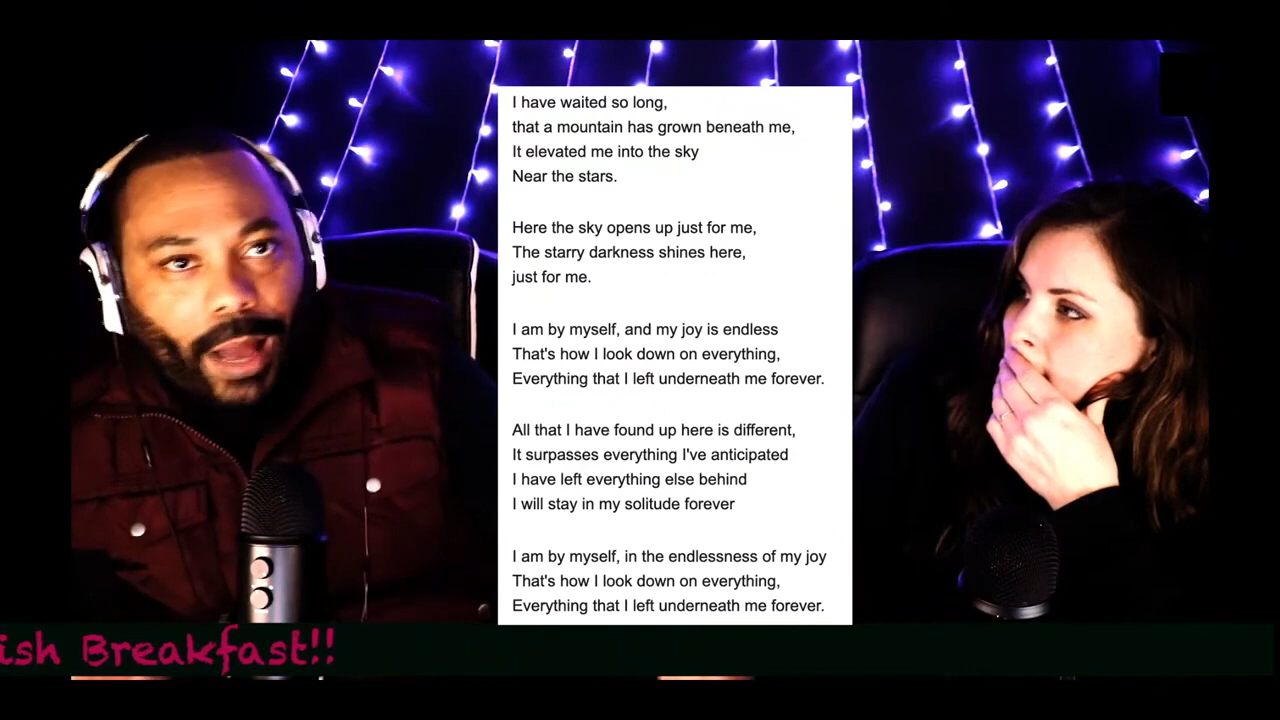 I have waited so long,
that a mountain has grown beneath me,
It elevated me into the sky
Near the stars.
Here the sky opens up just for me,
The starry darkness shines here,
just for me.
I am by myself, and my joy is endless
That's how I look down on everything,
Everything that I left underneath me forever.
All that I have found up here is different,
It surpasses everything I've anticipated
I have left everything else behind
I will stay in my solitude forever
I am by myself, in the endlessness of my joy
That's how I look down on everything,
Everything that I left underneath me forever.
ish Breakfast!!